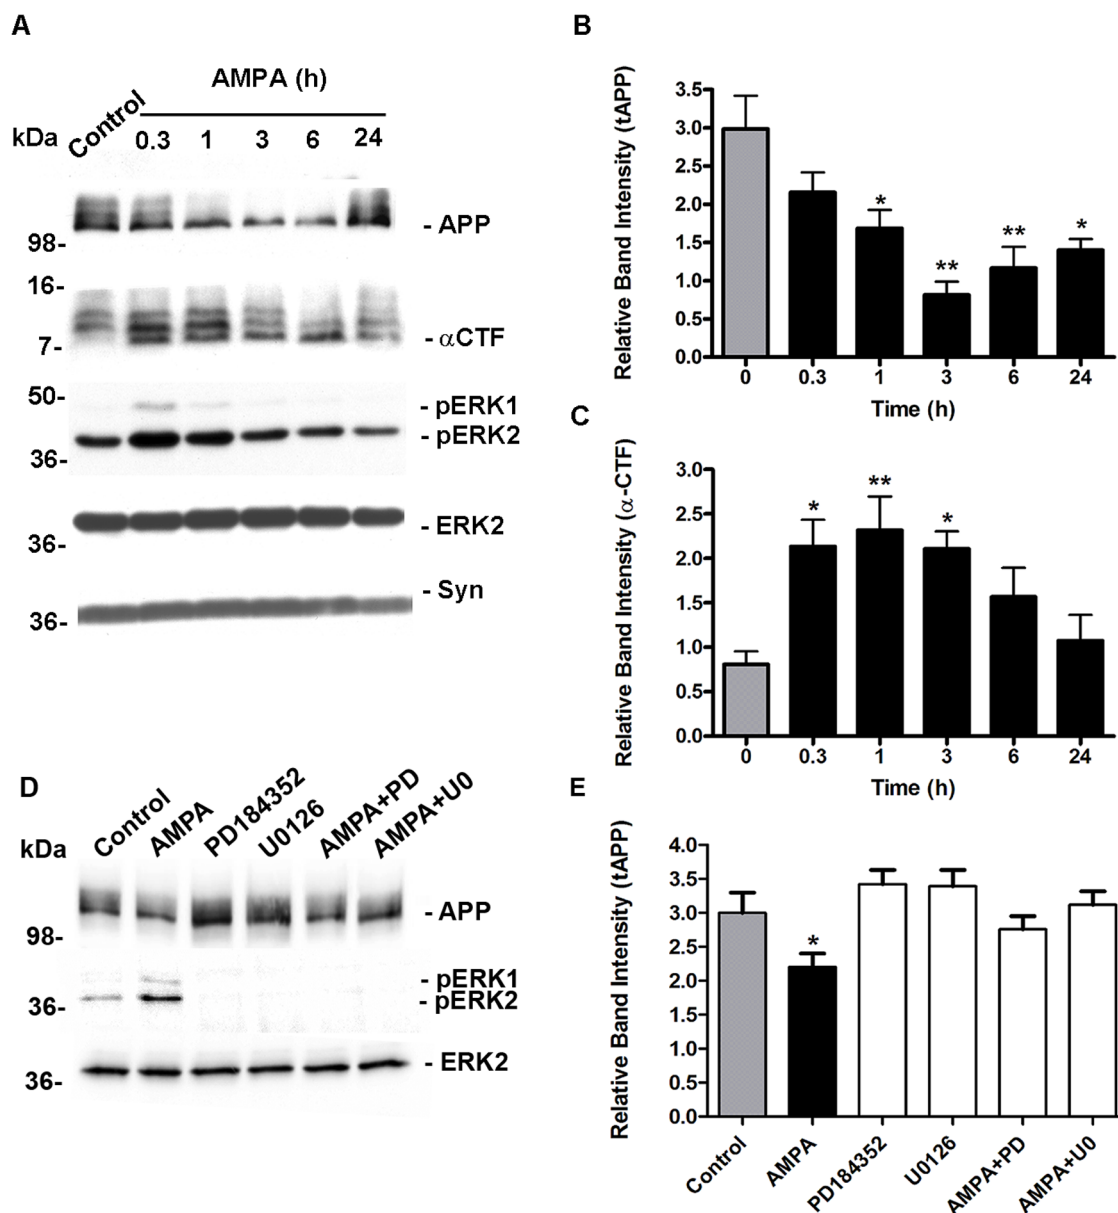 A
AMPA (h)
kDa Control 0.3 1 3 6 24
- APP
98-
16-
- αCTF
7-
50-
- pERK1
- pERK2
36-
- ERK2
36-
- Syn
36-
B
Relative Band Intensity (tAPP)
3.5
3.0
2.5
2.0
1.5
1.0
0.5
0.0
*
**
**
*
0 0.3 1 3 6 24
Time (h)
C
Relative Band Intensity (α-CTF)
3.0
2.5
2.0
1.5
1.0
0.5
0.0
*
**
*
0 0.3 1 3 6 24
Time (h)
D
kDa Control AMPA PD184352 U0126 AMPA+PD AMPA+U0
- APP
98-
- pERK1
- pERK2
36-
- ERK2
36-
E
Relative Band Intensity (tAPP)
4.0
3.5
3.0
2.5
2.0
1.5
1.0
0.5
0.0
*
Control AMPA PD184352 U0126 AMPA+PD AMPA+U0